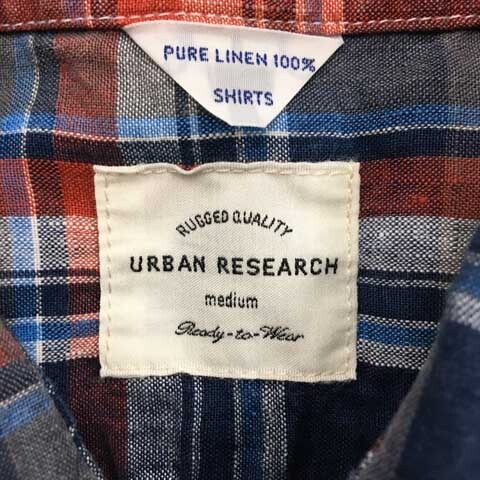 PURE LINEN 100%
SHIRTS
RUGGED QUALITY
URBAN RESEARCH
medium
Ready-to-Wear